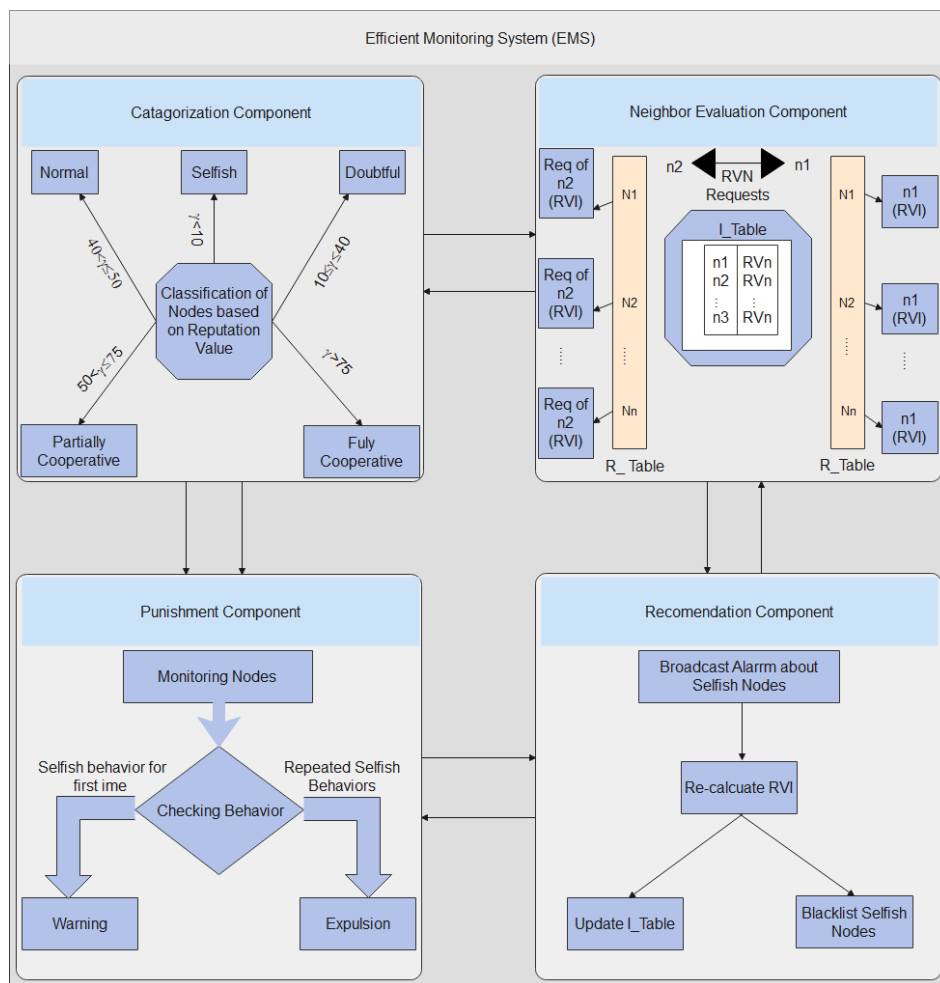 Efficient Monitoring System (EMS)
Catagorization Component
Normal
Selfish
Doubtful
40<γ≤50
γ<10
10≤γ≤40
Classification of
Nodes based
on Reputation
Value
50<γ≤75
γ>75
Partially
Cooperative
Fuly
Cooperative
Neighbor Evaluation Component
Req of
n2
(RVI)
Req of
n2
(RVI)
......
Req of
n2
(RVI)
N1
N2
......
Nn
R_ Table
n2
n1
RVN
Requests
I_Table
n1 RVn
n2 RVn
⋮ ⋮
n3 RVn
N1
N2
......
Nn
R_Table
n1
(RVI)
n1
(RVI)
......
n1
(RVI)
Punishment Component
Monitoring Nodes
Selfish behavior for
first ime
Repeated Selfish
Behaviors
Checking Behavior
Warning
Expulsion
Recomendation Component
Broadcast Alarrm about
Selfish Nodes
Re-calcuate RVI
Update I_Table
Blacklist Selfish
Nodes